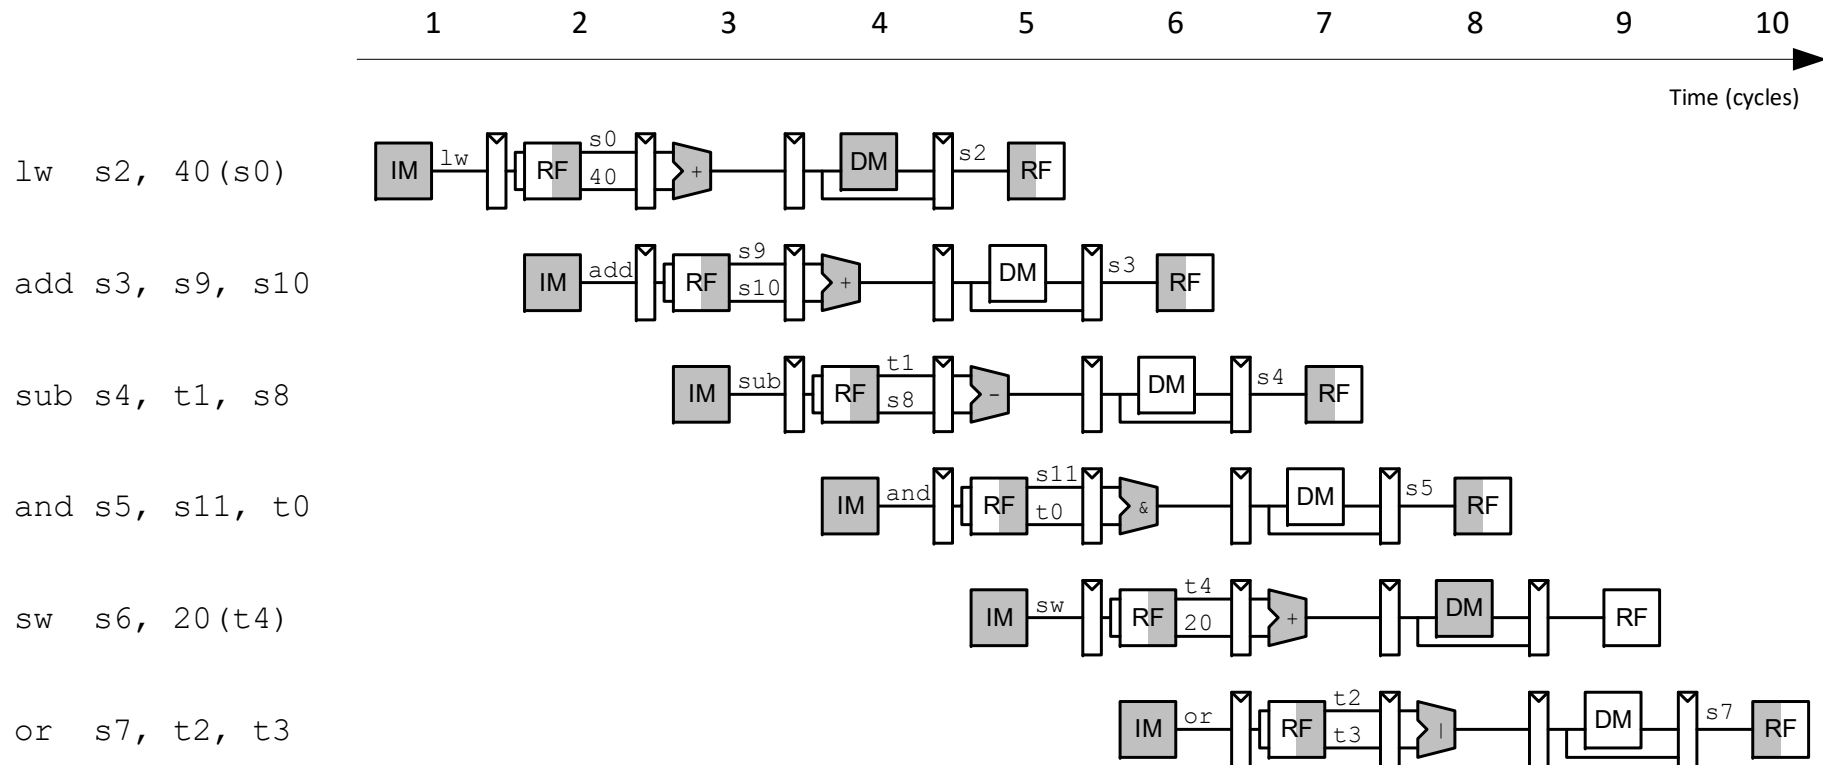 1 2 3 4 5 6 7 8 9 10
Time (cycles)
lw s2, 40(s0) IM lw RF s0 40 + DM s2 RF
add s3, s9, s10 IM add RF s9 s10 + DM s3 RF
sub s4, t1, s8 IM sub RF t1 s8 - DM s4 RF
and s5, s11, t0 IM and RF s11 t0 & DM s5 RF
sw s6, 20(t4) IM sw RF t4 20 + DM RF
or s7, t2, t3 IM or RF t2 t3 | DM s7 RF